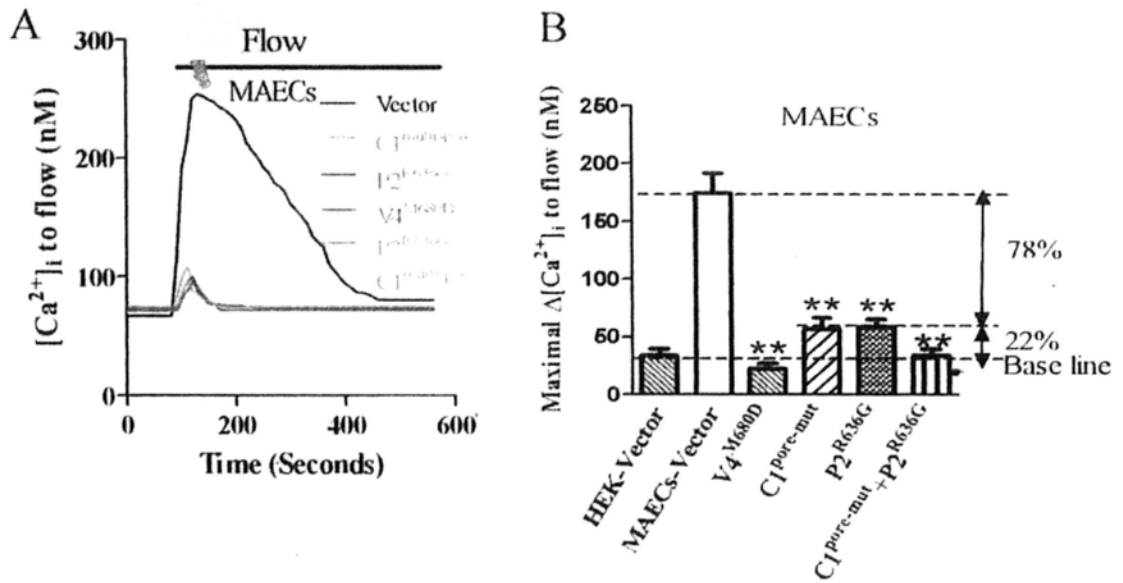 A
300
200
100
0
[Ca²⁺]ᵢ to flow (nM)
Flow
MAECs
Vector
V4ᴹ⁶⁸⁰ᴰ
0
200
400
600
Time (Seconds)
B
MAECs
250
200
150
100
50
0
Maximal Δ[Ca²⁺]ᵢ to flow (nM)
**
**
**
**
78%
22%
Base line
HEK-Vector
MAECs-Vector
V4ᴹ⁶⁸⁰ᴰ
C1ᵖᵒʳᵉ⁻ᵐᵘᵗ
P2ᴿ⁶³⁶ᴳ
C1ᵖᵒʳᵉ⁻ᵐᵘᵗ+P2ᴿ⁶³⁶ᴳ